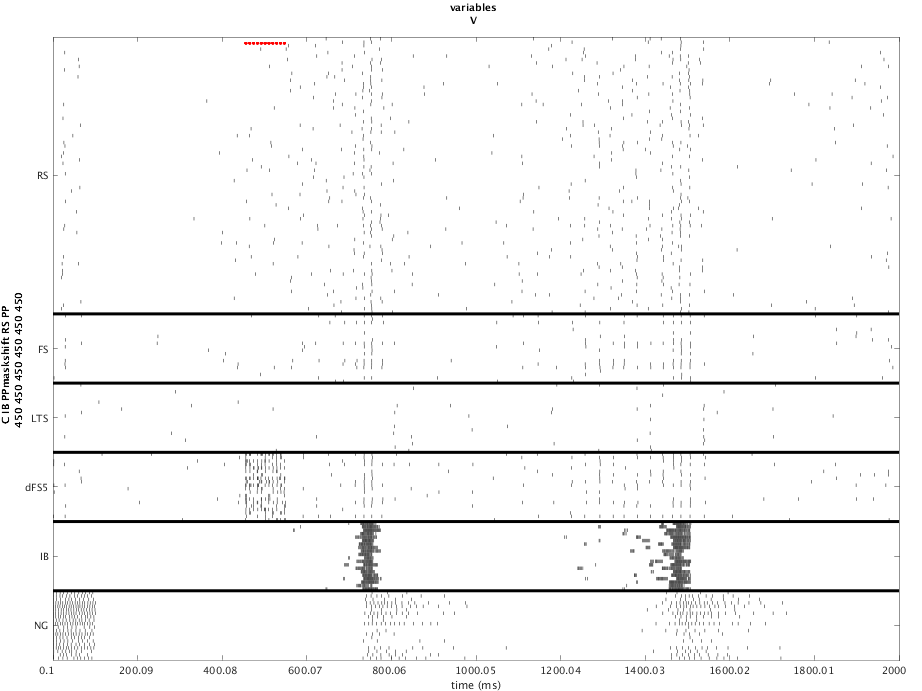 variables
V
C IB PPmaskshift RS PP
450 450 450 450 450 450 450
RS
FS
LTS
dFS5
IB
NG
0.1 200.09 400.08 600.07 800.06 1000.05 1200.04 1400.03 1600.02 1800.01 2000
time (ms)